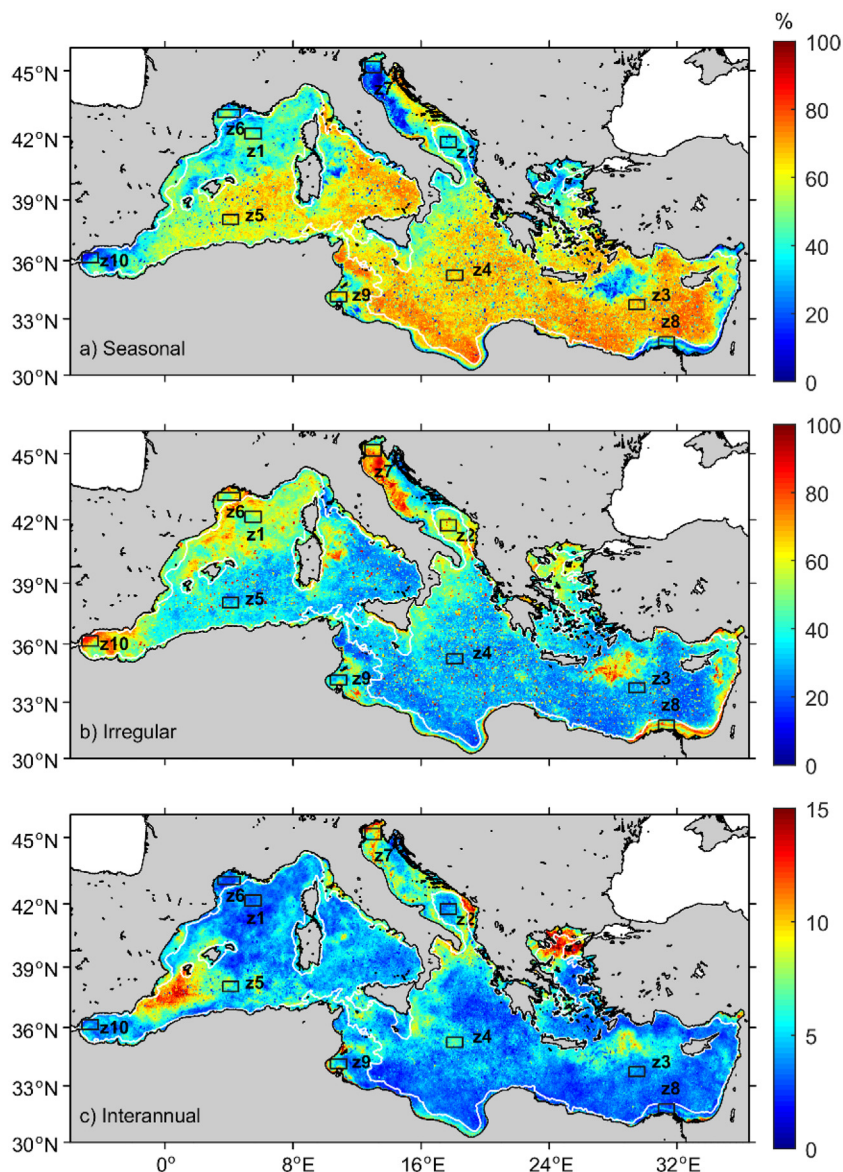 %
45°N
42°N
39°N
36°N
33°N
30°N
z7
z6
z1
z2
z5
z10
z4
z9
z3
z8
a) Seasonal
100
80
60
40
20
0
45°N
42°N
39°N
36°N
33°N
30°N
z7
z6
z1
z2
z5
z10
z4
z9
z3
z8
b) Irregular
100
80
60
40
20
0
45°N
42°N
39°N
36°N
33°N
30°N
z7
z6
z1
z2
z5
z10
z4
z9
z3
z8
c) Interannual
15
10
5
0
0° 8°E 16°E 24°E 32°E